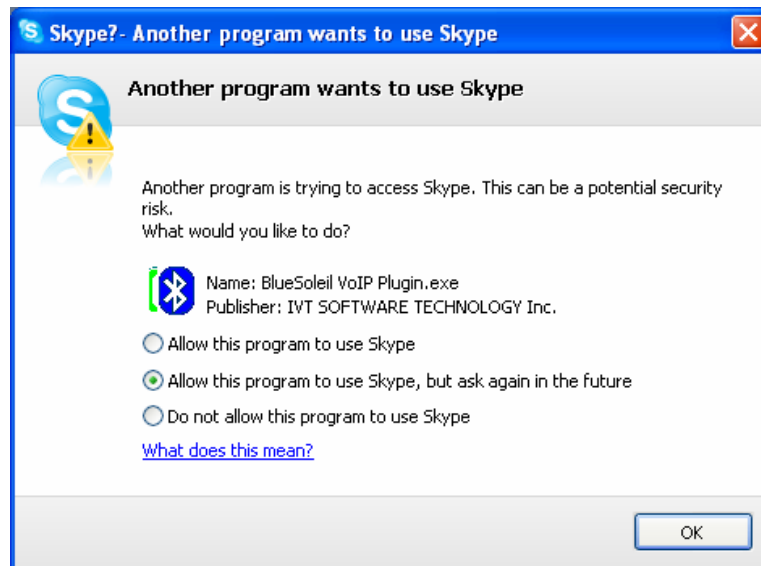 Skype?- Another program wants to use Skype
Another program wants to use Skype
Another program is trying to access Skype. This can be a potential security
risk.
What would you like to do?
Name: BlueSoleil VoIP Plugin.exe
Publisher: IVT SOFTWARE TECHNOLOGY Inc.
Allow this program to use Skype
Allow this program to use Skype, but ask again in the future
Do not allow this program to use Skype
What does this mean?
OK